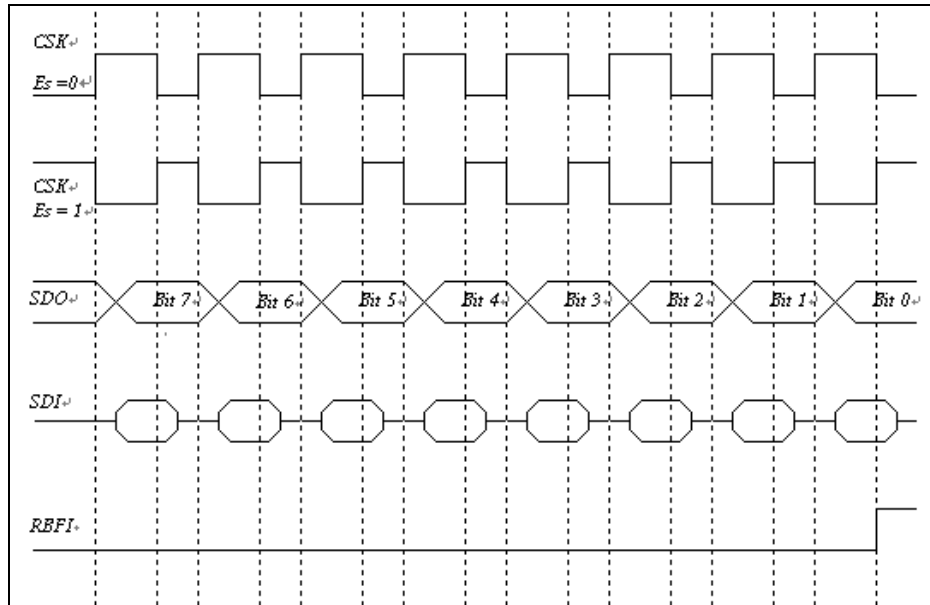 CSK↵
Es =0↵
CSK↵
Es = 1↵
SDO↵ Bit 7↵ Bit 6↵ Bit 5↵ Bit 4↵ Bit 3↵ Bit 2↵ Bit 1↵ Bit 0↵
SDI↵
RBFI↵